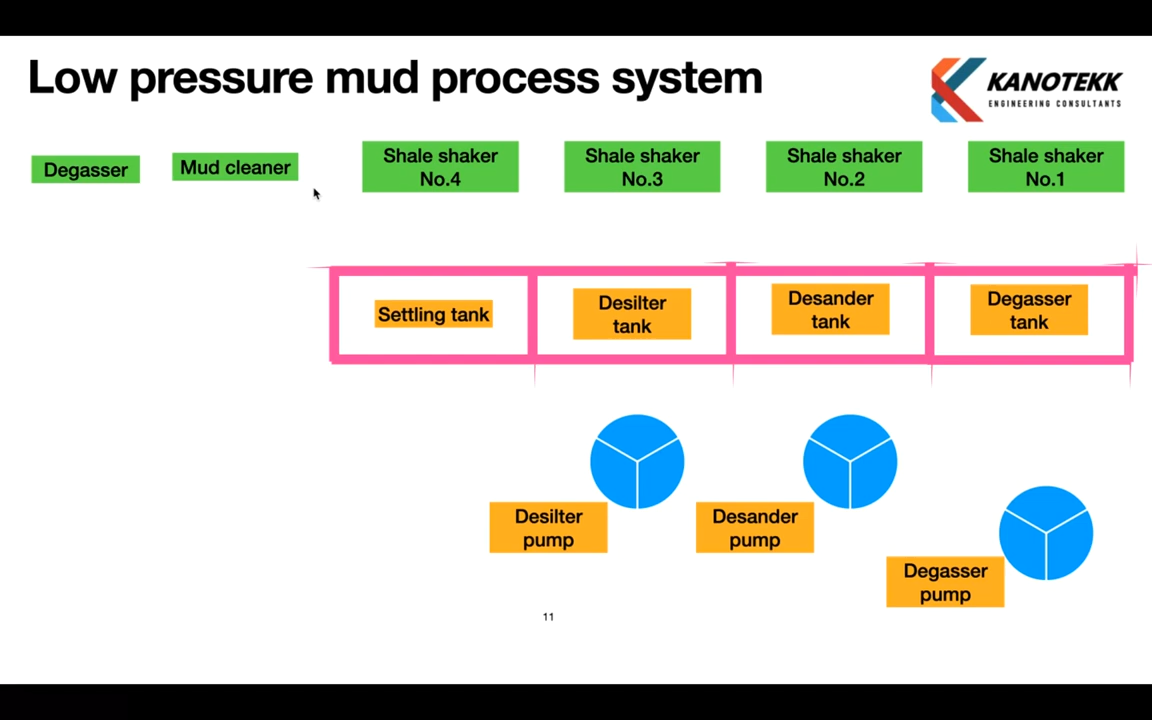 Low pressure mud process system
KANOTEKK
ENGINEERING CONSULTANTS
Degasser
Mud cleaner
Shale shaker
No.4
Shale shaker
No.3
Shale shaker
No.2
Shale shaker
No.1
Settling tank
Desilter
tank
Desander
tank
Degasser
tank
Desilter
pump
Desander
pump
Degasser
pump
11